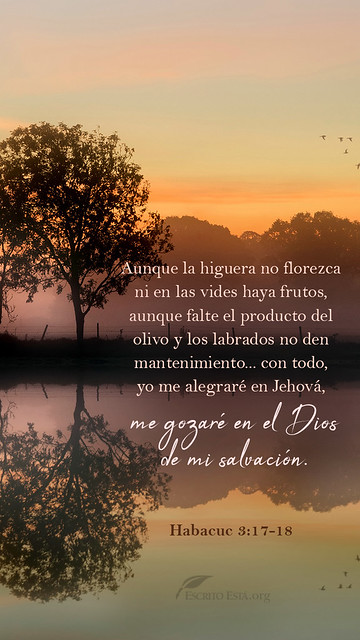 Aunque la higuera no florezca
ni en las vides haya frutos,
aunque falte el producto del
olivo y los labrados no den
mantenimiento... con todo,
yo me alegraré en Jehová,
me gozaré en el Dios
de mi salvación.
Habacuc 3:17-18
ESCRITO ESTA.org